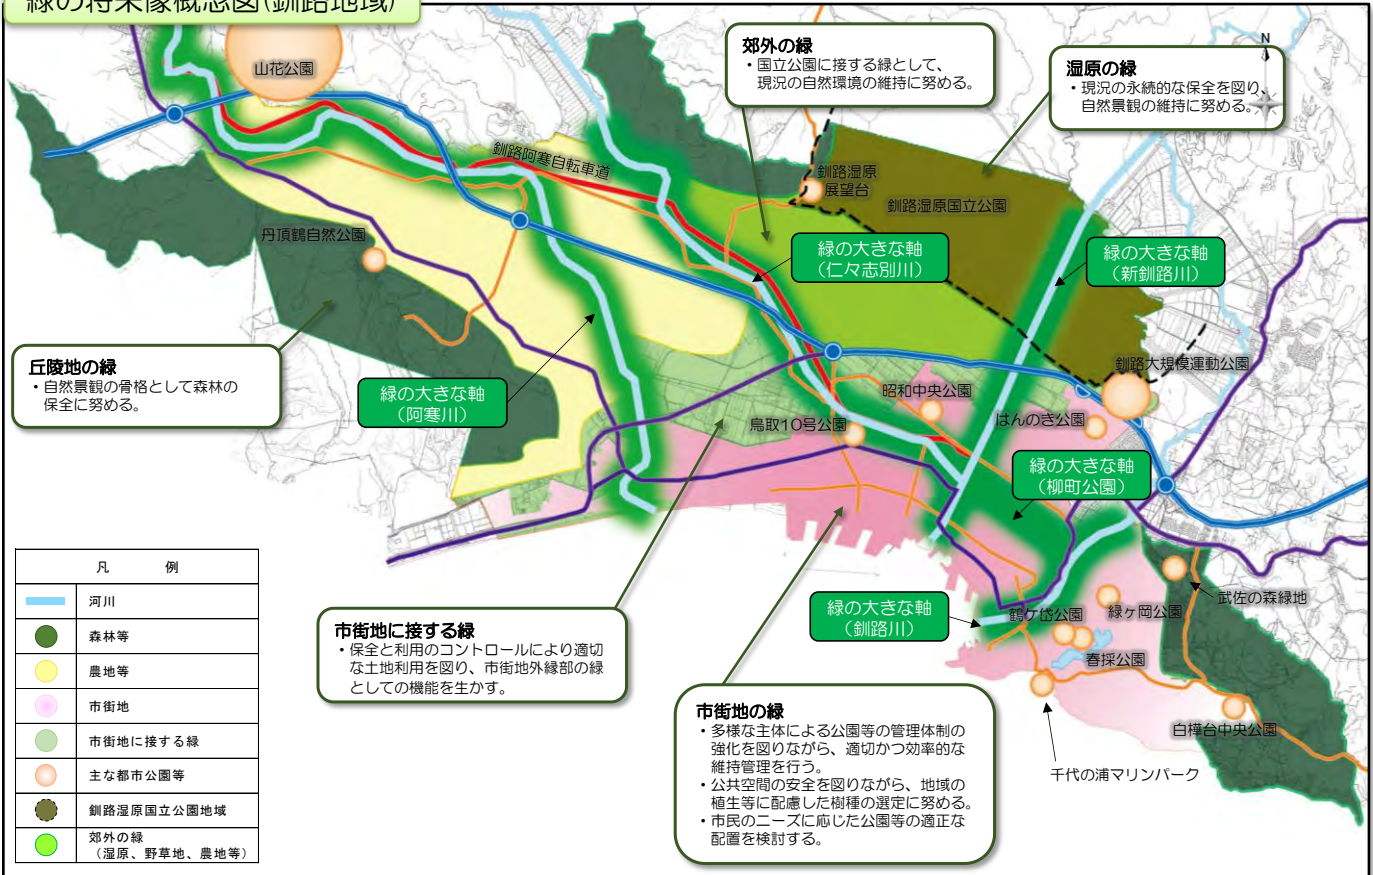 緑の将来像概念図(釧路地域)
山花公園
郊外の緑
・国立公園に接する緑として、
現況の自然環境の維持に努める。
湿原の緑
・現況の永続的な保全を図り、
自然景観の維持に努める。
N
釧路阿寒自転車道
釧路湿原
展望台
釧路湿原国立公園
丹頂鶴自然公園
緑の大きな軸
（仁々志別川）
緑の大きな軸
（新釧路川）
丘陵地の緑
・自然景観の骨格として森林の
保全に努める。
緑の大きな軸
（阿寒川）
釧路大規模運動公園
昭和中央公園
鳥取10号公園
はんのき公園
緑の大きな軸
（柳町公園）
凡　例
河川
森林等
農地等
市街地
市街地に接する緑
主な都市公園等
釧路湿原国立公園地域
郊外の緑
（湿原、野草地、農地等）
市街地に接する緑
・保全と利用のコントロールにより適切
な土地利用を図り、市街地外縁部の緑
としての機能を生かす。
緑の大きな軸
（釧路川）
鶴ケ岱公園
緑ヶ岡公園
武佐の森緑地
春採公園
市街地の緑
・多様な主体による公園等の管理体制の
強化を図りながら、適切かつ効率的な
維持管理を行う。
・公共空間の安全を図りながら、地域の
植生等に配慮した樹種の選定に努める。
・市民のニーズに応じた公園等の適正な
配置を検討する。
白樺台中央公園
千代の浦マリンパーク